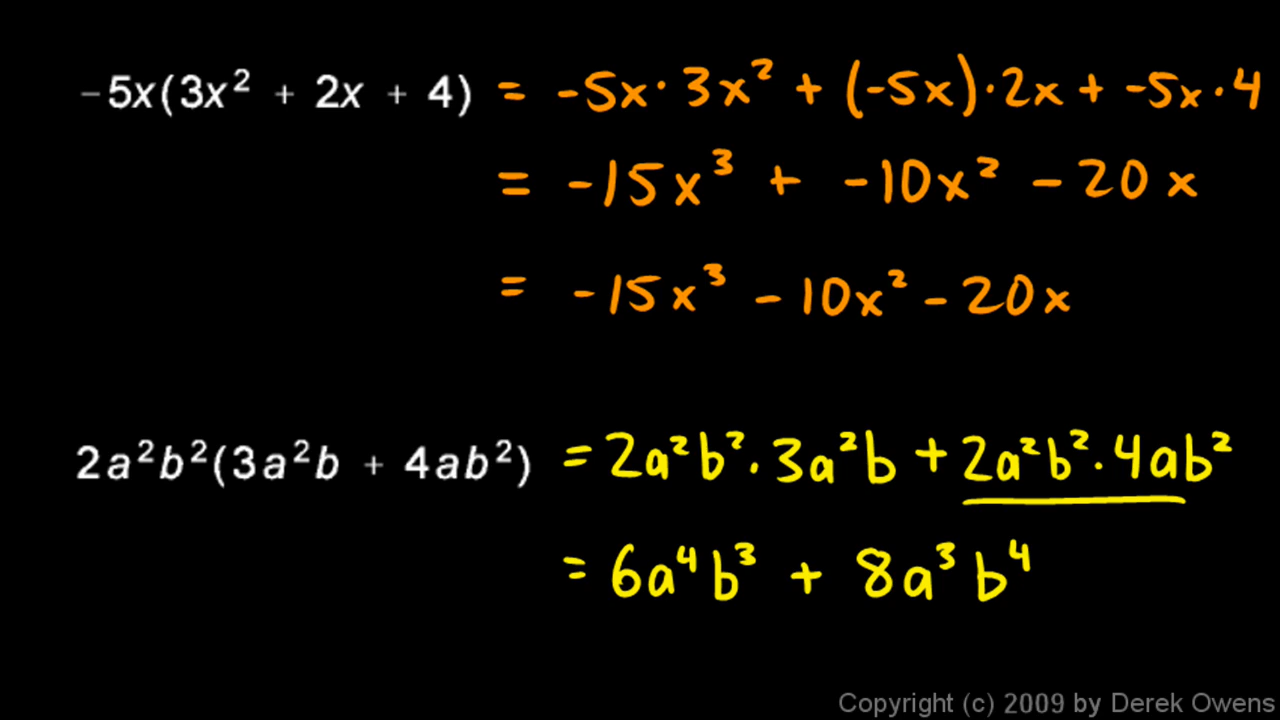 -5x(3x² + 2x + 4) = -5x·3x² + (-5x)·2x + -5x·4
= -15x³ + -10x² - 20x
= -15x³ - 10x² - 20x
2a²b²(3a²b + 4ab²) = 2a²b²·3a²b + 2a²b²·4ab²
= 6a⁴b³ + 8a³b⁴
Copyright (c) 2009 by Derek Owens